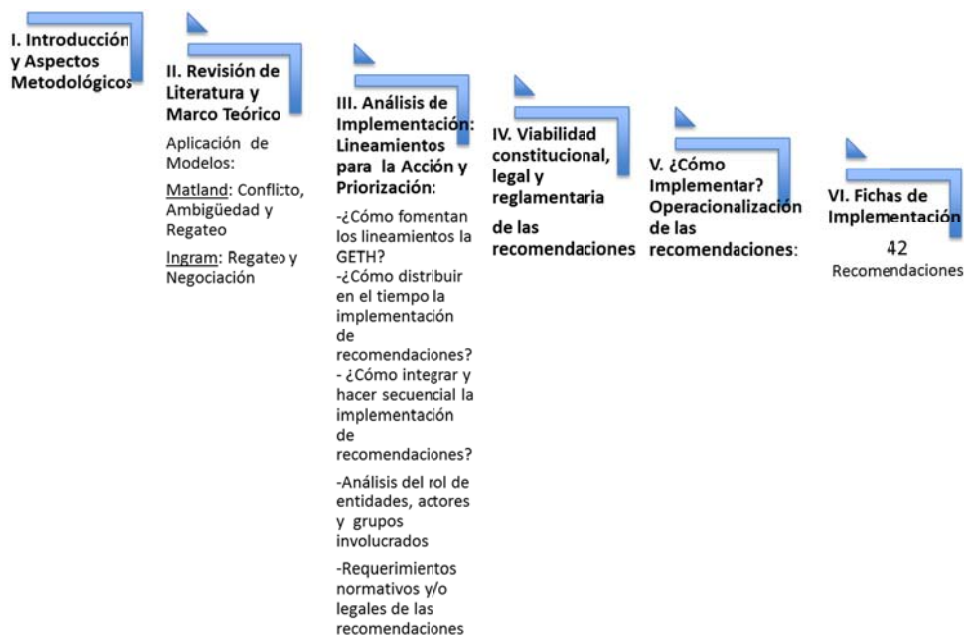 I. Introducción
y Aspectos
Metodológicos
II. Revisión de
Literatura y
Marco Teórico
Aplicación de
Modelos:
Matland: Conflicto,
Ambigüedad y
Regateo
Ingram: Regateo y
Negociación
III. Análisis de
Implementación:
Lineamientos
para la Acción y
Priorización:
-¿Cómo fomentan
los lineamientos la
GETH?
-¿Cómo distribuir
en el tiempo la
implementación
de
recomendaciones?
- ¿Cómo integrar y
hacer secuencial la
implementación
de
recomendaciones?
-Análisis del rol de
entidades, actores
y grupos
involucrados
-Requerimientos
normativos y/o
legales de las
recomendaciones
IV. Viabilidad
constitucional,
legal y
reglamentaria
de las
recomendaciones
V. ¿Cómo
Implementar?
Operacionalización
de las
recomendaciones:
VI. Fichas de
Implementación
42
Recomendaciones